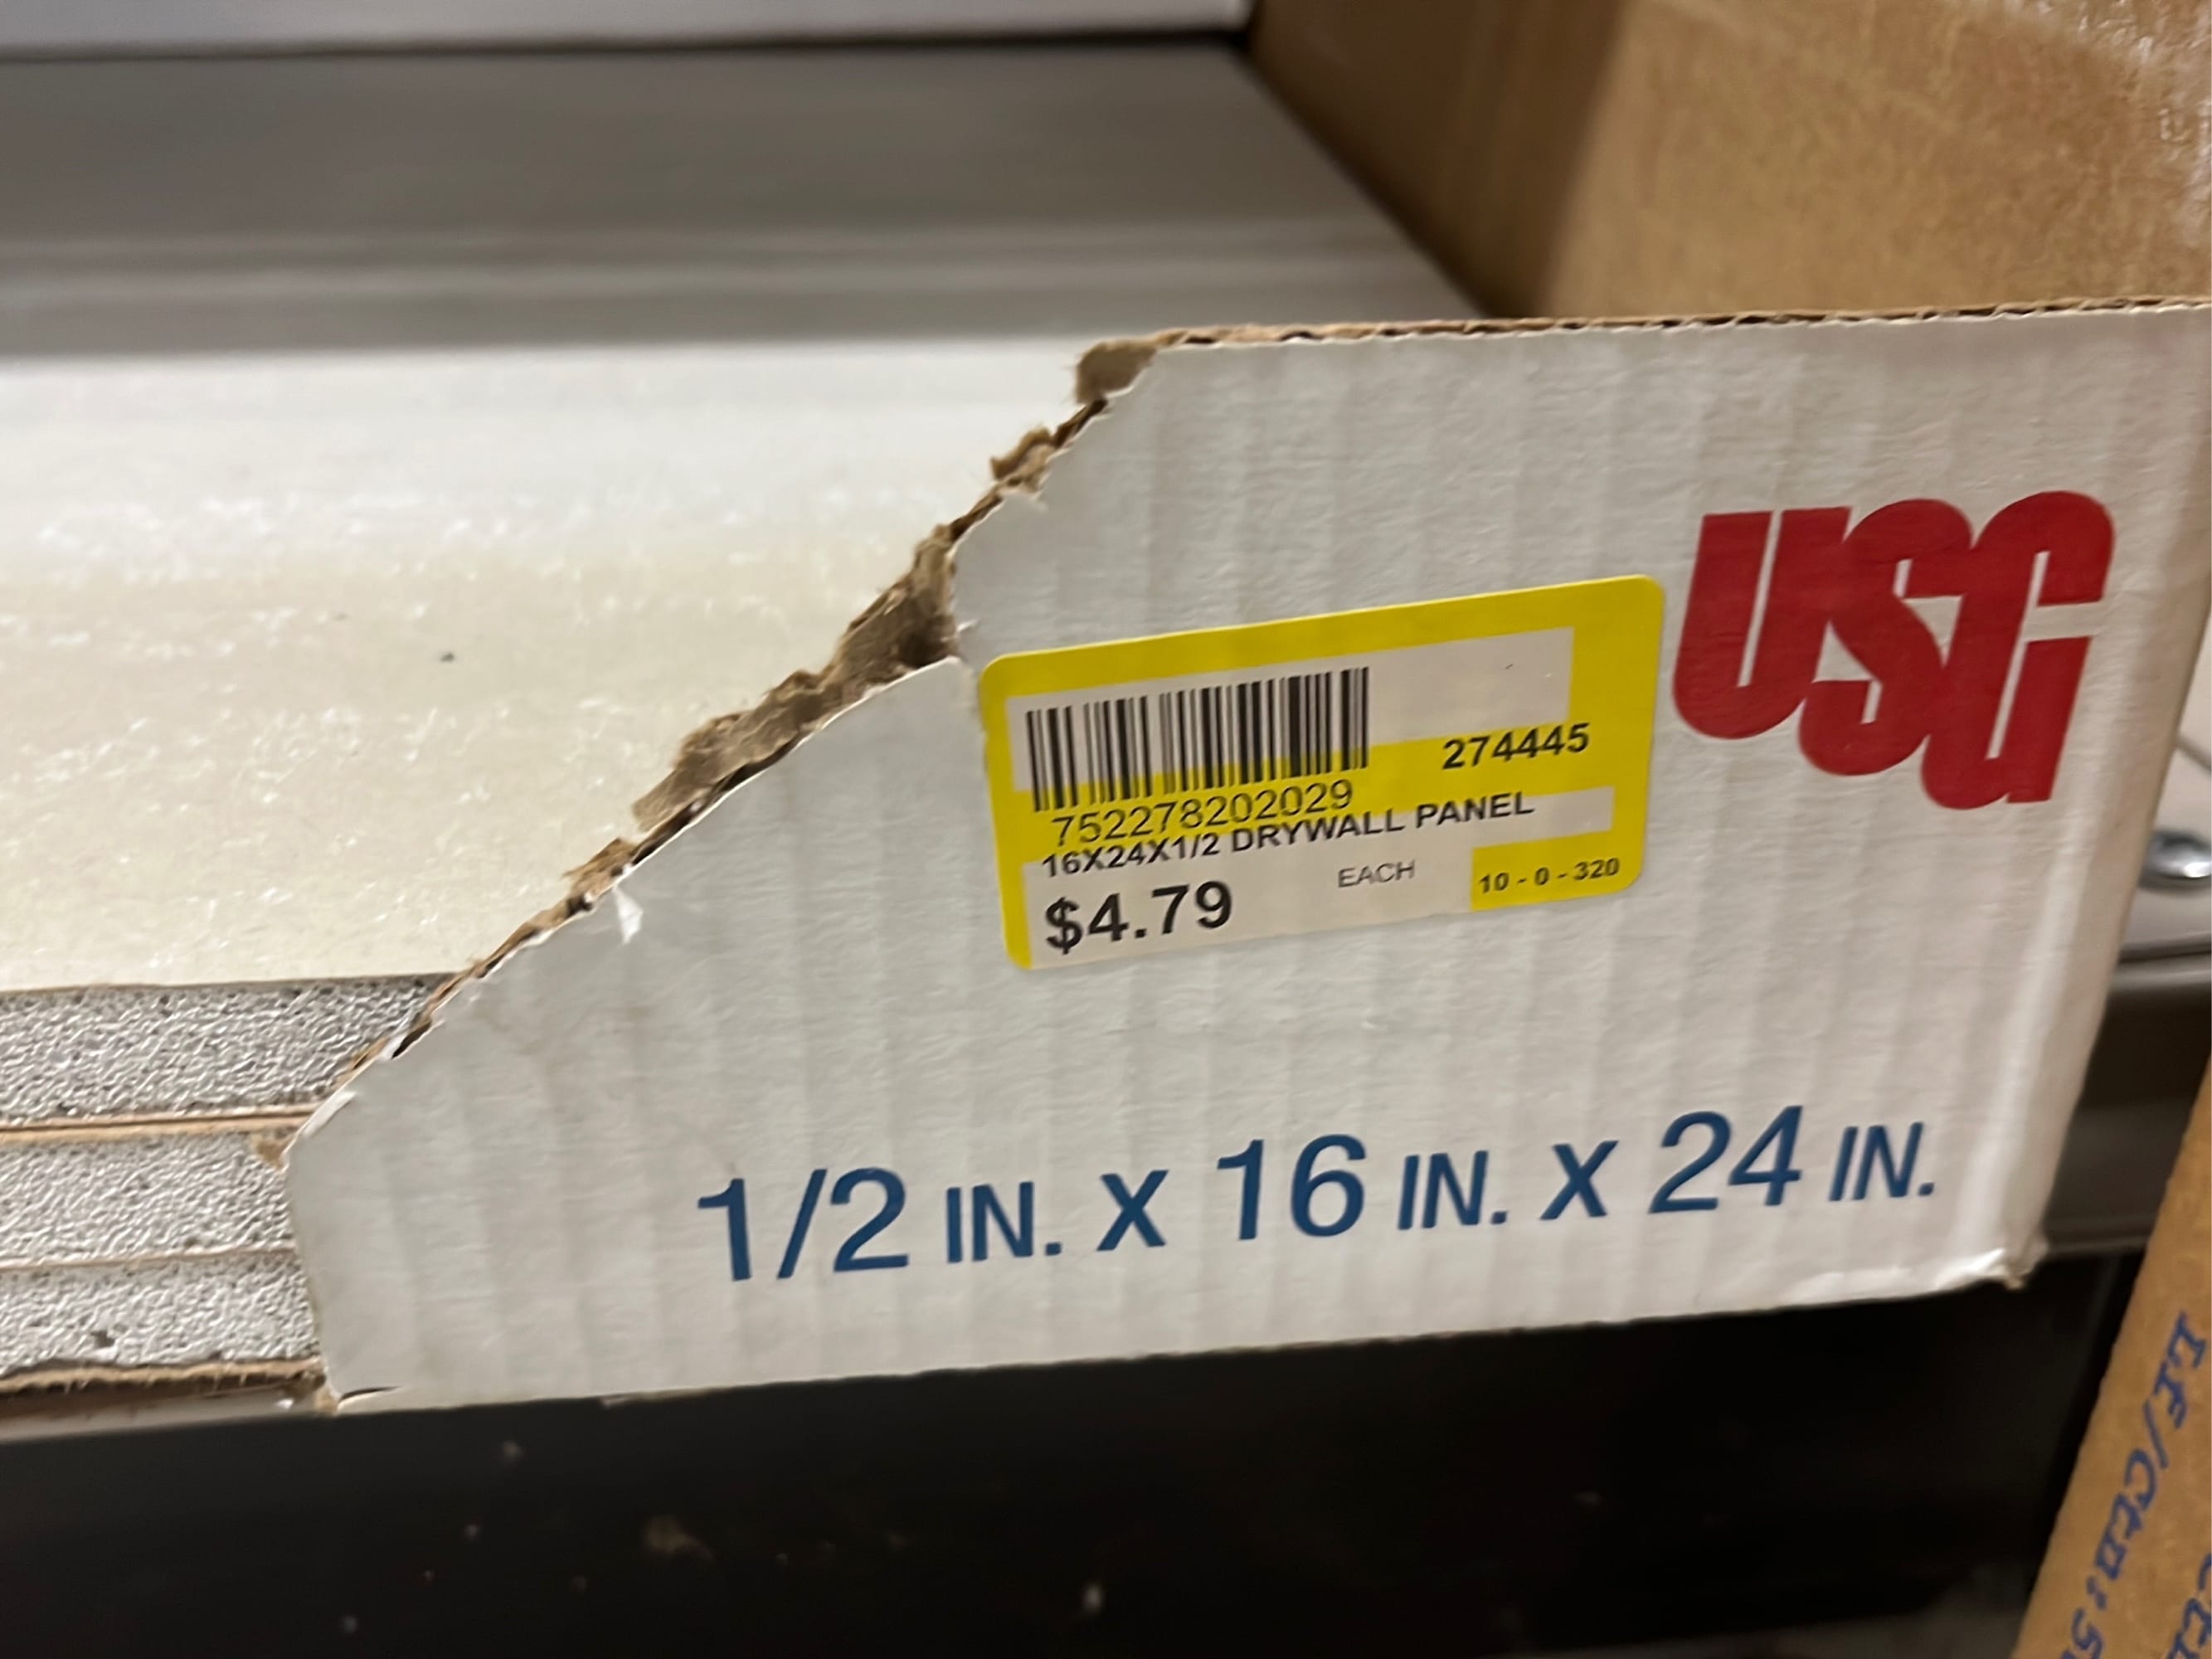 USG
274445
752278202029
16X24X1/2 DRYWALL PANEL
$4.79 EACH 10 - 0 - 320
1/2 IN. X 16 IN. X 24 IN.